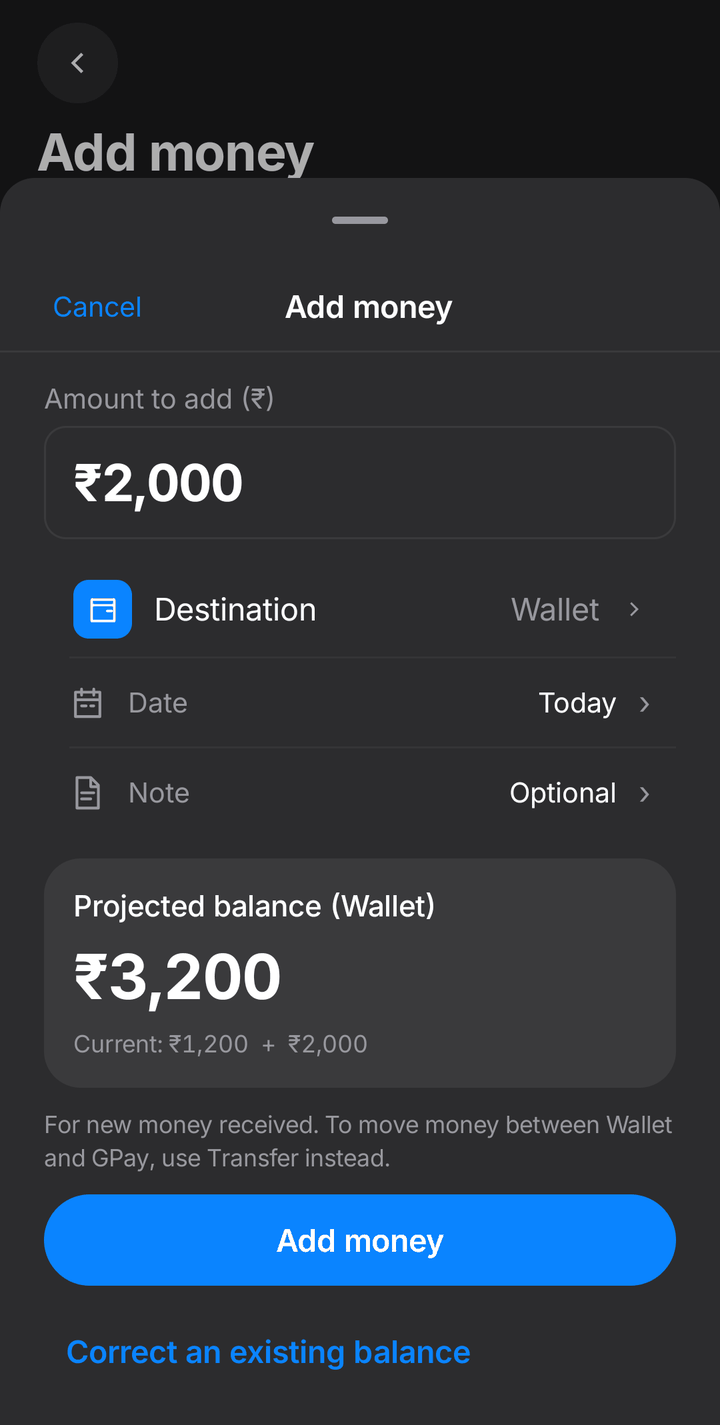 Add money
Cancel
Add money
Amount to add (₹)
₹2,000
Destination
Wallet
Date
Today
Note
Optional
Projected balance (Wallet)
₹3,200
Current: ₹1,200 + ₹2,000
For new money received. To move money between Wallet
and GPay, use Transfer instead.
Add money
Correct an existing balance